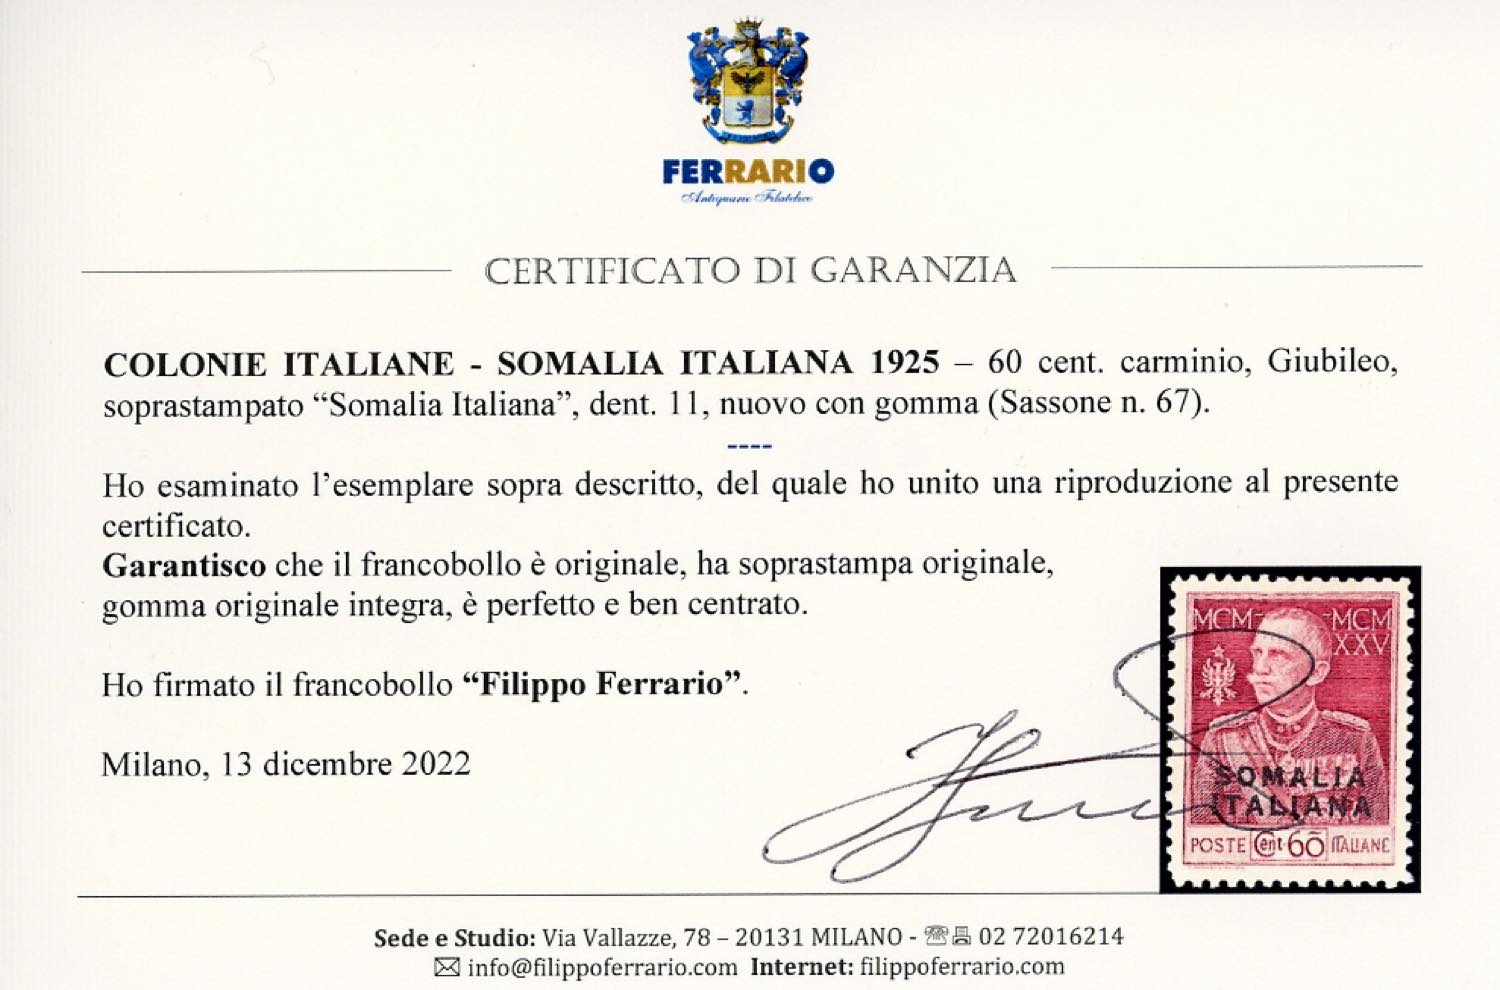 FERRARIO
Antiquario Filatelico
CERTIFICATO DI GARANZIA
COLONIE ITALIANE - SOMALIA ITALIANA 1925 – 60 cent. carminio, Giubileo,
soprastampato “Somalia Italiana”, dent. 11, nuovo con gomma (Sassone n. 67).
----
Ho esaminato l’esemplare sopra descritto, del quale ho unito una riproduzione al presente
certificato.
Garantisco che il francobollo è originale, ha soprastampa originale,
gomma originale integra, è perfetto e ben centrato.
Ho firmato il francobollo “Filippo Ferrario”.
Milano, 13 dicembre 2022
MCM- -MCM
XXV
SOMALIA
ITALIANA
POSTE Cent 60 ITALIANE
Sede e Studio: Via Vallazze, 78 – 20131 MILANO - 02 72016214
info@filippoferrario.com Internet: filippoferrario.com